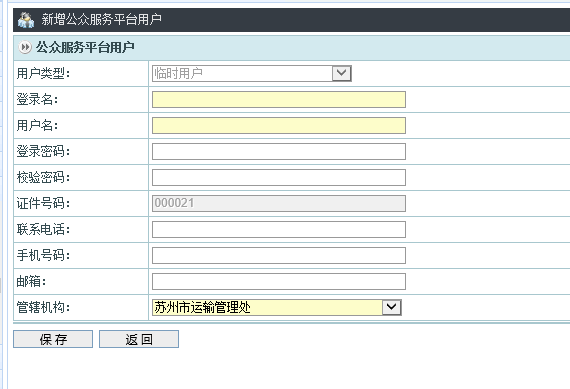 新增公众服务平台用户
公众服务平台用户
用户类型： 临时用户
登录名：
用户名：
登录密码：
校验密码：
证件号码： 000021
联系电话：
手机号码：
邮箱：
管辖机构： 苏州市运输管理处
保 存 返 回